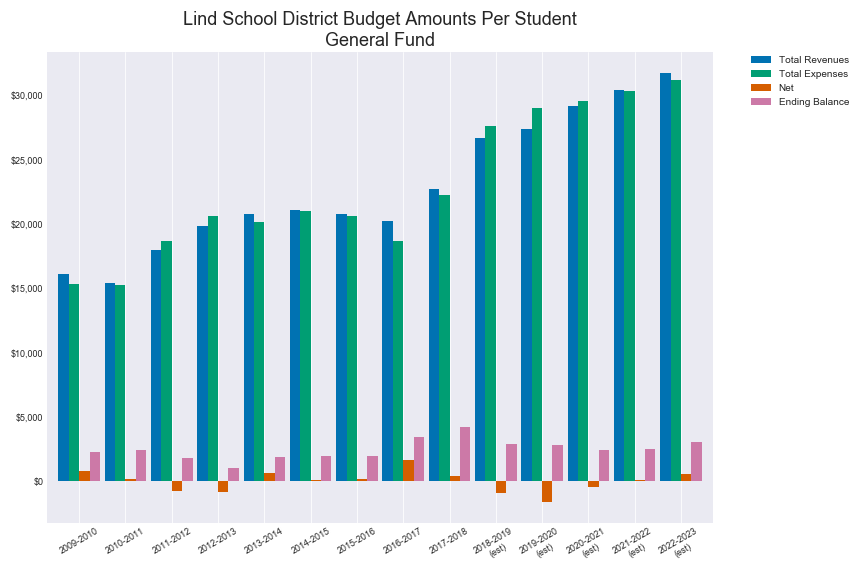 Lind School District Budget Amounts Per Student
General Fund
Total Revenues
Total Expenses
Net
Ending Balance
$30,000
$25,000
$20,000
$15,000
$10,000
$5,000
$0
2009-2010
2010-2011
2011-2012
2012-2013
2013-2014
2014-2015
2015-2016
2016-2017
2017-2018
2018-2019
(est)
2019-2020
(est)
2020-2021
(est)
2021-2022
(est)
2022-2023
(est)